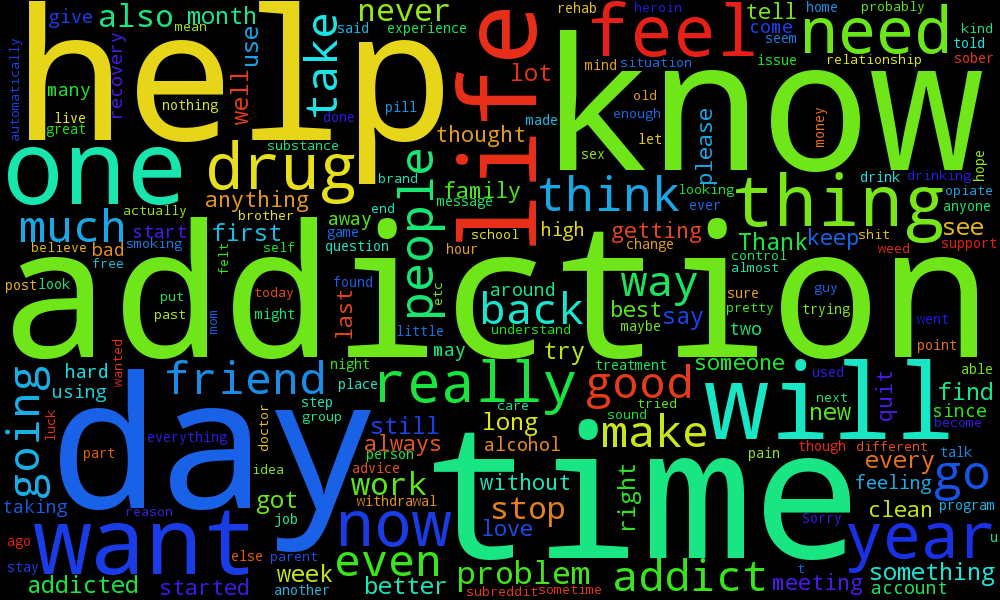 give
also
month
never
said
experience
rehab
heroin
tell
home
probably
mean
help
use
take
life
feel
come
seem
need
kind
told
sober
automatically
many
live
great
recovery
nothing
well
pill
done
lot
mind
situation
issue
relationship
know
thought
made
old
enough
let
sex
please
money
hope
one
drug
substance
anything
people
brand
family
message
think
looking
ever
thing
drink
drinking
opiate
anyone
actually
brother
much
start
first
away
end
game
question
school
hour
high
getting
change
Thank
keep
shit
see
weed
support
believe
bad
smoking
free
felt
self
control
almost
addiction
post
look
put
past
today
might
mom
found
last
little
etc
around
back
understand
way
best
maybe
say
sure
pretty
two
guy
trying
went
point
may
try
someone
able
going
hard
using
wanted
friend
night
place
really
treatment
good
will
used
next
new
quit
find
since
become
luck
day
everything
doctor
step
group
still
always
person
advice
care
long
alcohol
sound
tried
make
pain
though
different
talk
part
idea
got
job
work
withdrawal
without
stop
love
right
time
every
feeling
go
clean
program
taking
reason
want
now
Sorry
year
u
ago
stay
else
parent
even
week
another
better
problem
subreddit
sometime
addict
t
meeting
something
account
addicted
started